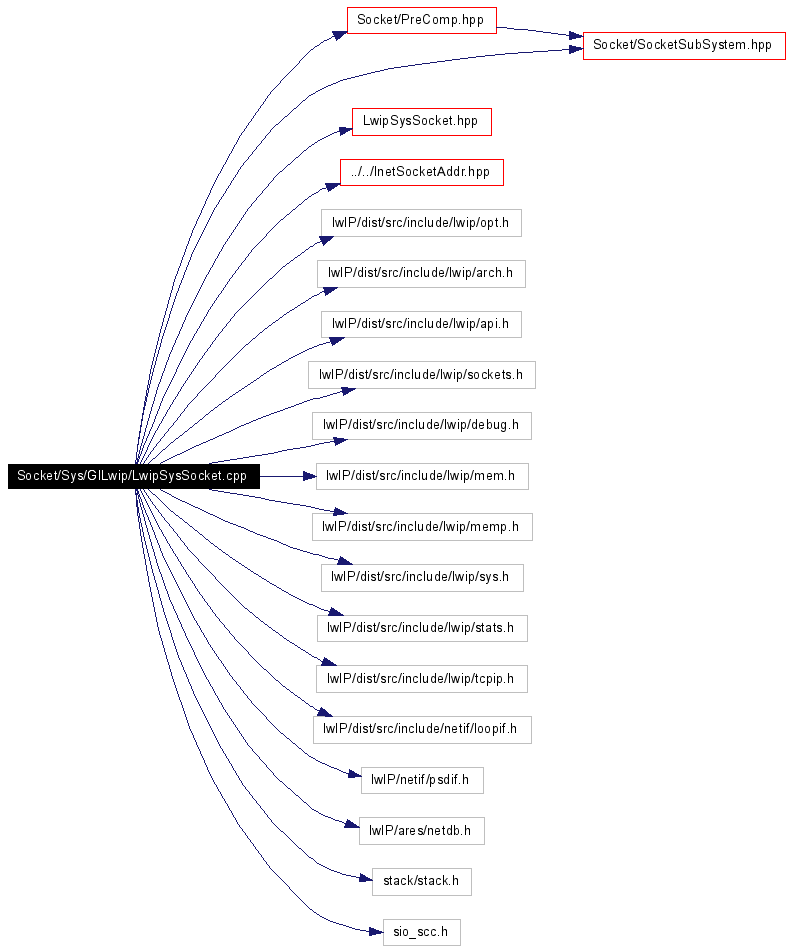 Socket/PreComp.hpp
Socket/SocketSubSystem.hpp
LwipSysSocket.hpp
../../InetSocketAddr.hpp
lwIP/dist/src/include/lwip/opt.h
lwIP/dist/src/include/lwip/arch.h
lwIP/dist/src/include/lwip/api.h
lwIP/dist/src/include/lwip/sockets.h
lwIP/dist/src/include/lwip/debug.h
Socket/Sys/GILwip/LwipSysSocket.cpp
lwIP/dist/src/include/lwip/mem.h
lwIP/dist/src/include/lwip/memp.h
lwIP/dist/src/include/lwip/sys.h
lwIP/dist/src/include/lwip/stats.h
lwIP/dist/src/include/lwip/tcpip.h
lwIP/dist/src/include/netif/loopif.h
lwIP/netif/psdif.h
lwIP/ares/netdb.h
stack/stack.h
sio_scc.h